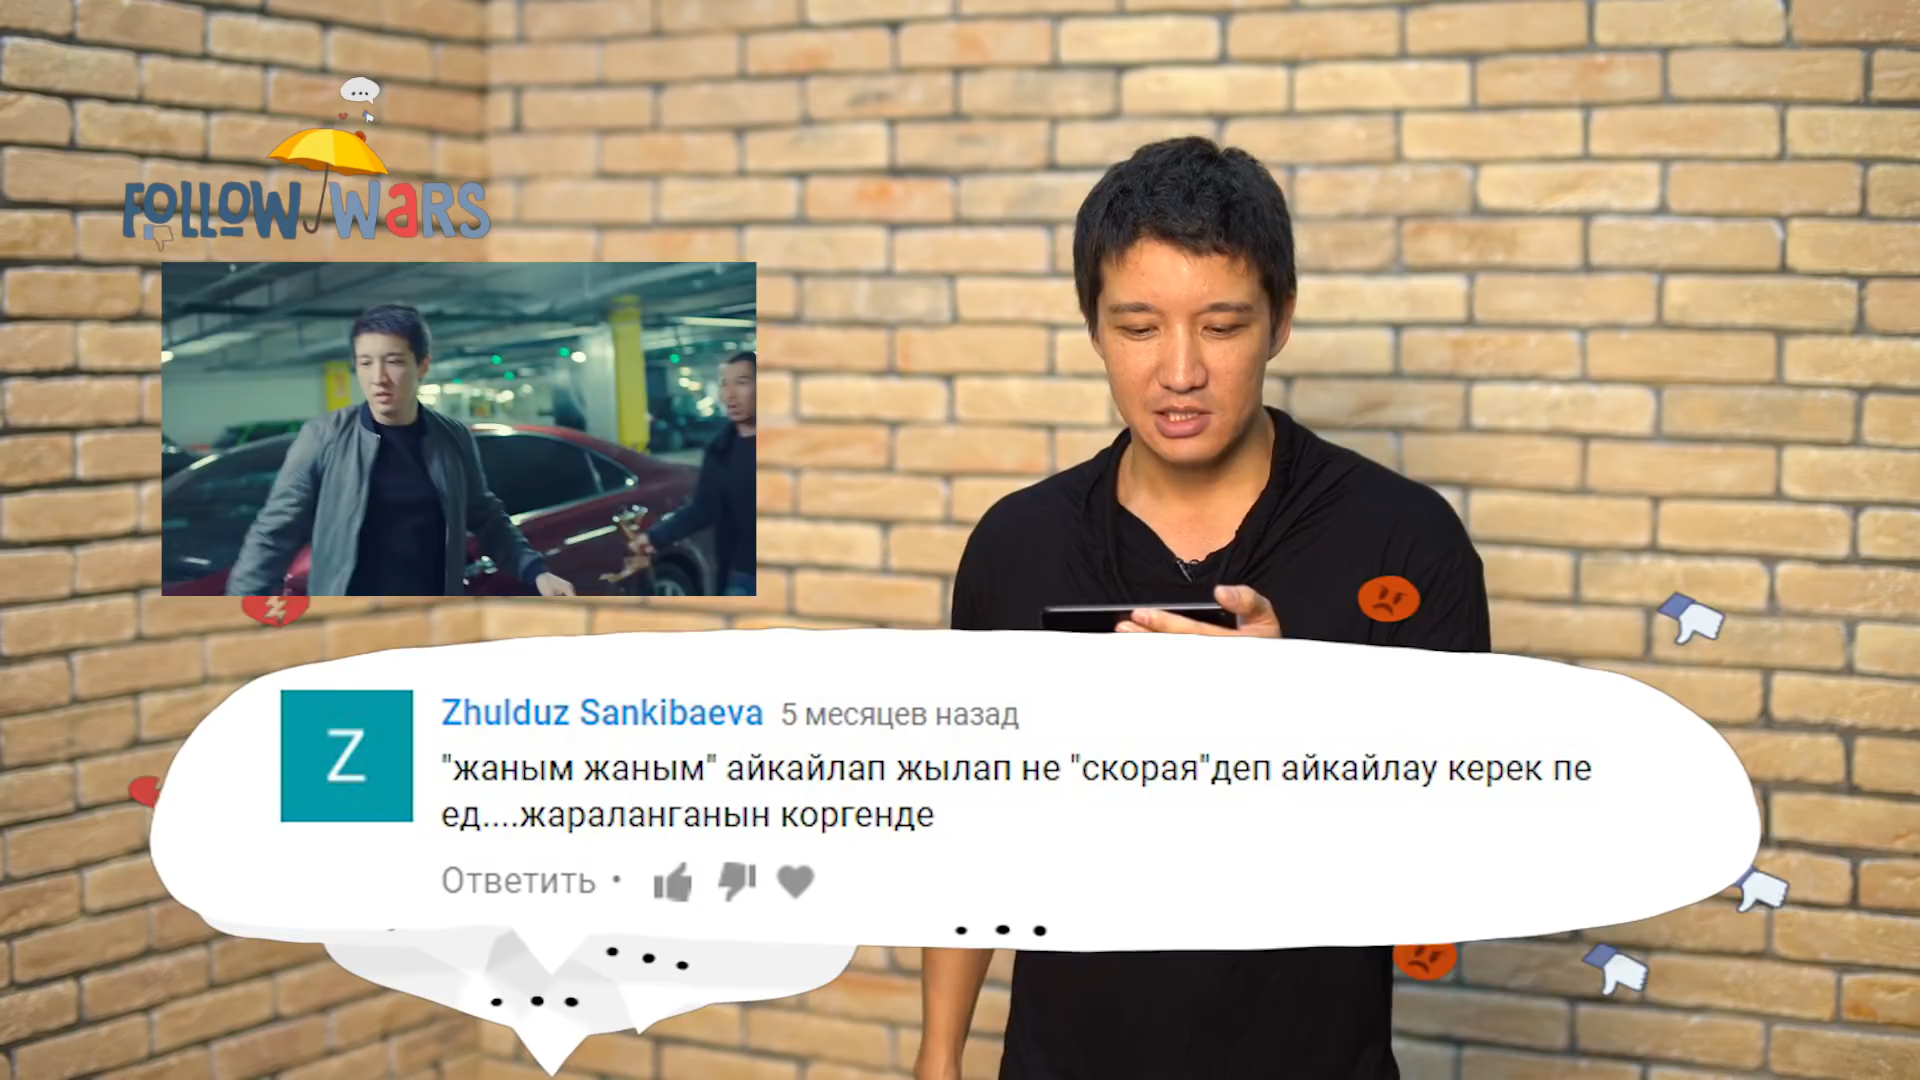 FOLLOW WARS
Zhulduz Sankibaeva 5 месяцев назад
"жаным жаным" айкайлап жылап не "скорая"деп айкайлау керек пе
ед....жараланганын коргенде
Ответить
Z